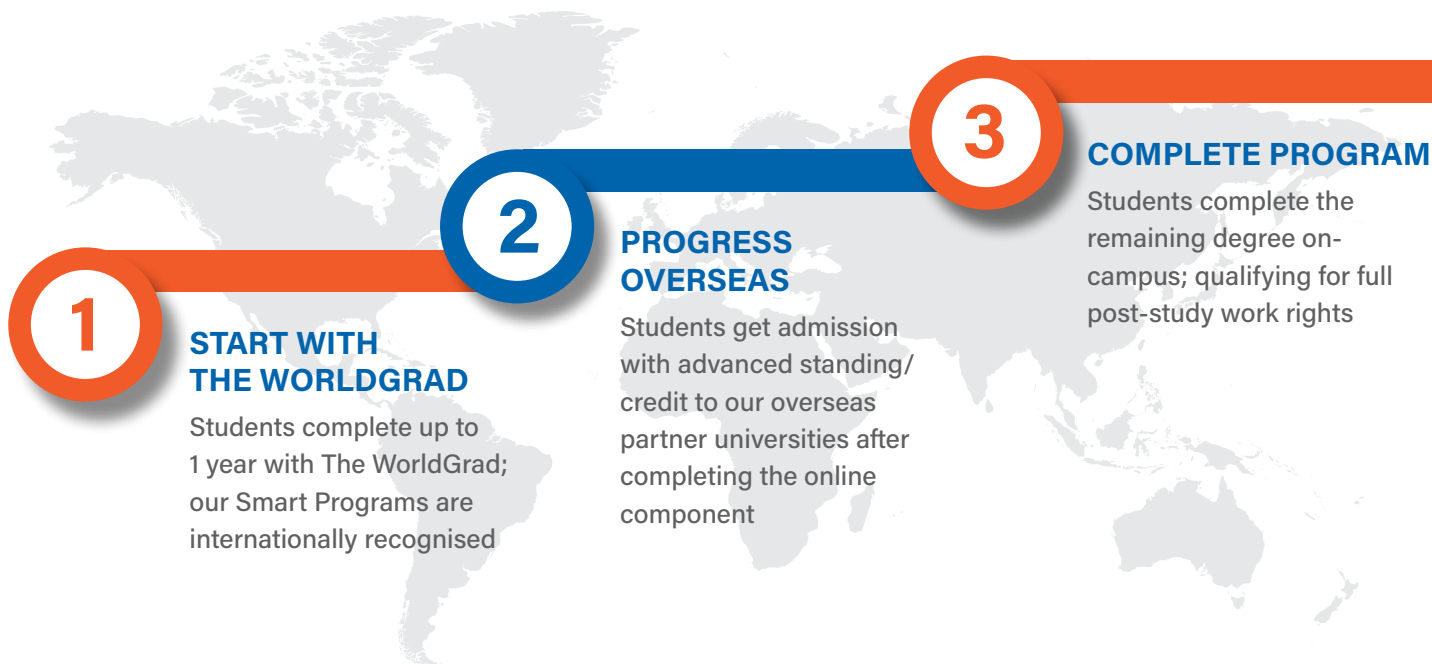 1
START WITH
THE WORLDGRAD
Students complete up to
1 year with The WorldGrad;
our Smart Programs are
internationally recognised
2
PROGRESS
OVERSEAS
Students get admission
with advanced standing/
credit to our overseas
partner universities after
completing the online
component
3
COMPLETE PROGRAM
Students complete the
remaining degree on-
campus; qualifying for full
post-study work rights